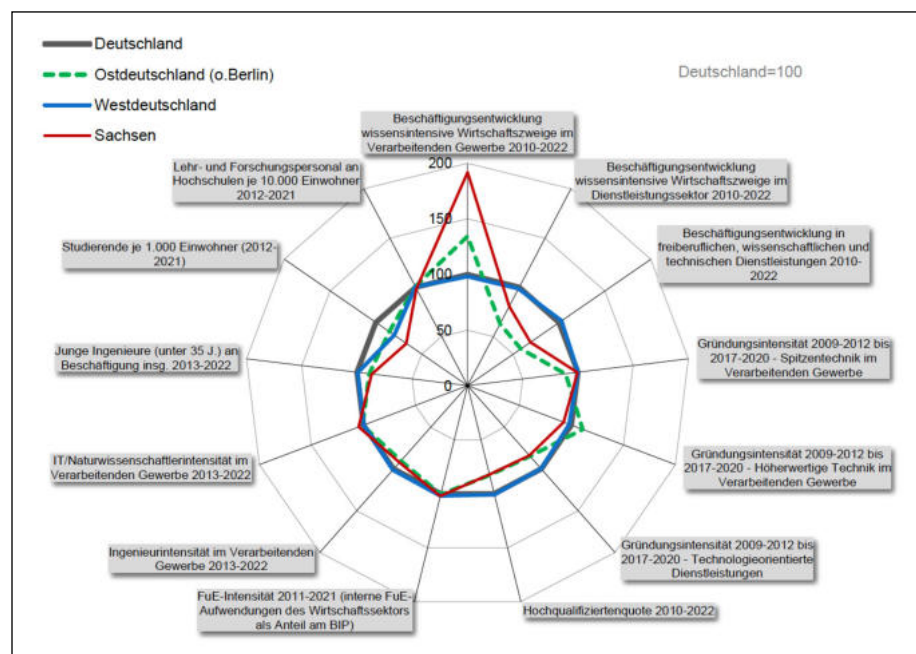 Deutschland
Ostdeutschland (o.Berlin)
Westdeutschland
Sachsen
Deutschland=100
Beschäftigungsentwicklung
wissensintensive Wirtschaftszweige im
Verarbeitenden Gewerbe 2010-2022
Beschäftigungsentwicklung
wissensintensive Wirtschaftszweige im
Dienstleistungssektor 2010-
2022
Beschäftigungsentwicklung in
freiberuflichen, wissenschaftlichen und
technischen Dienstleistungen 2010-
2022
Gründungsintensität 2009-2012 bis
2017-2020 - Spitzentechnik im
Verarbeitenden Gewerbe
Gründungsintensität 2009-2012 bis
2017-2020 - Höherwertige Technik im
Verarbeitenden Gewerbe
Gründungsintensität 2009-2012 bis
2017-2020 - Technologieorientierte
Dienstleistungen
Hochqualifiziertenquote 2010-2022
FuE-Intensität 2011-2021 (interne FuE-
Aufwendungen des Wirtschaftssektors
als Anteil am BIP)
Ingenieurintensität im Verarbeitenden
Gewerbe 2013-2022
IT/Naturwissenschaftlerintensität im
Verarbeitenden Gewerbe 2013-2022
Junge Ingenieure (unter 35 J.) an
Beschäftigung insg. 2013-2022
Studierende je 1.000 Einwohner (2012-
2021)
Lehr- und Forschungspersonal an
Hochschulen je 10.000 Einwohner
2012-2021
200
150
100
50
0